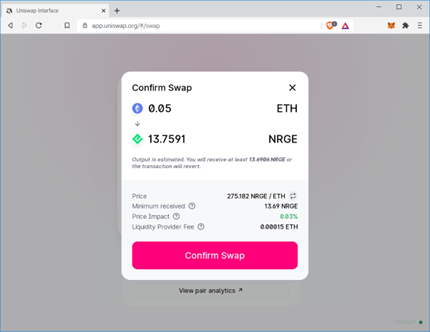 Uniswap Interface
app.uniswap.org/#/swap
Confirm Swap
0.05 ETH
13.7591 NRGE
Output is estimated. You will receive at least 13.6906 NRGE or
the transaction will revert.
Price 275.182 NRGE / ETH
Minimum received 13.69 NRGE
Price Impact 0.03%
Liquidity Provider Fee 0.00015 ETH
Confirm Swap
View pair analytics ↗